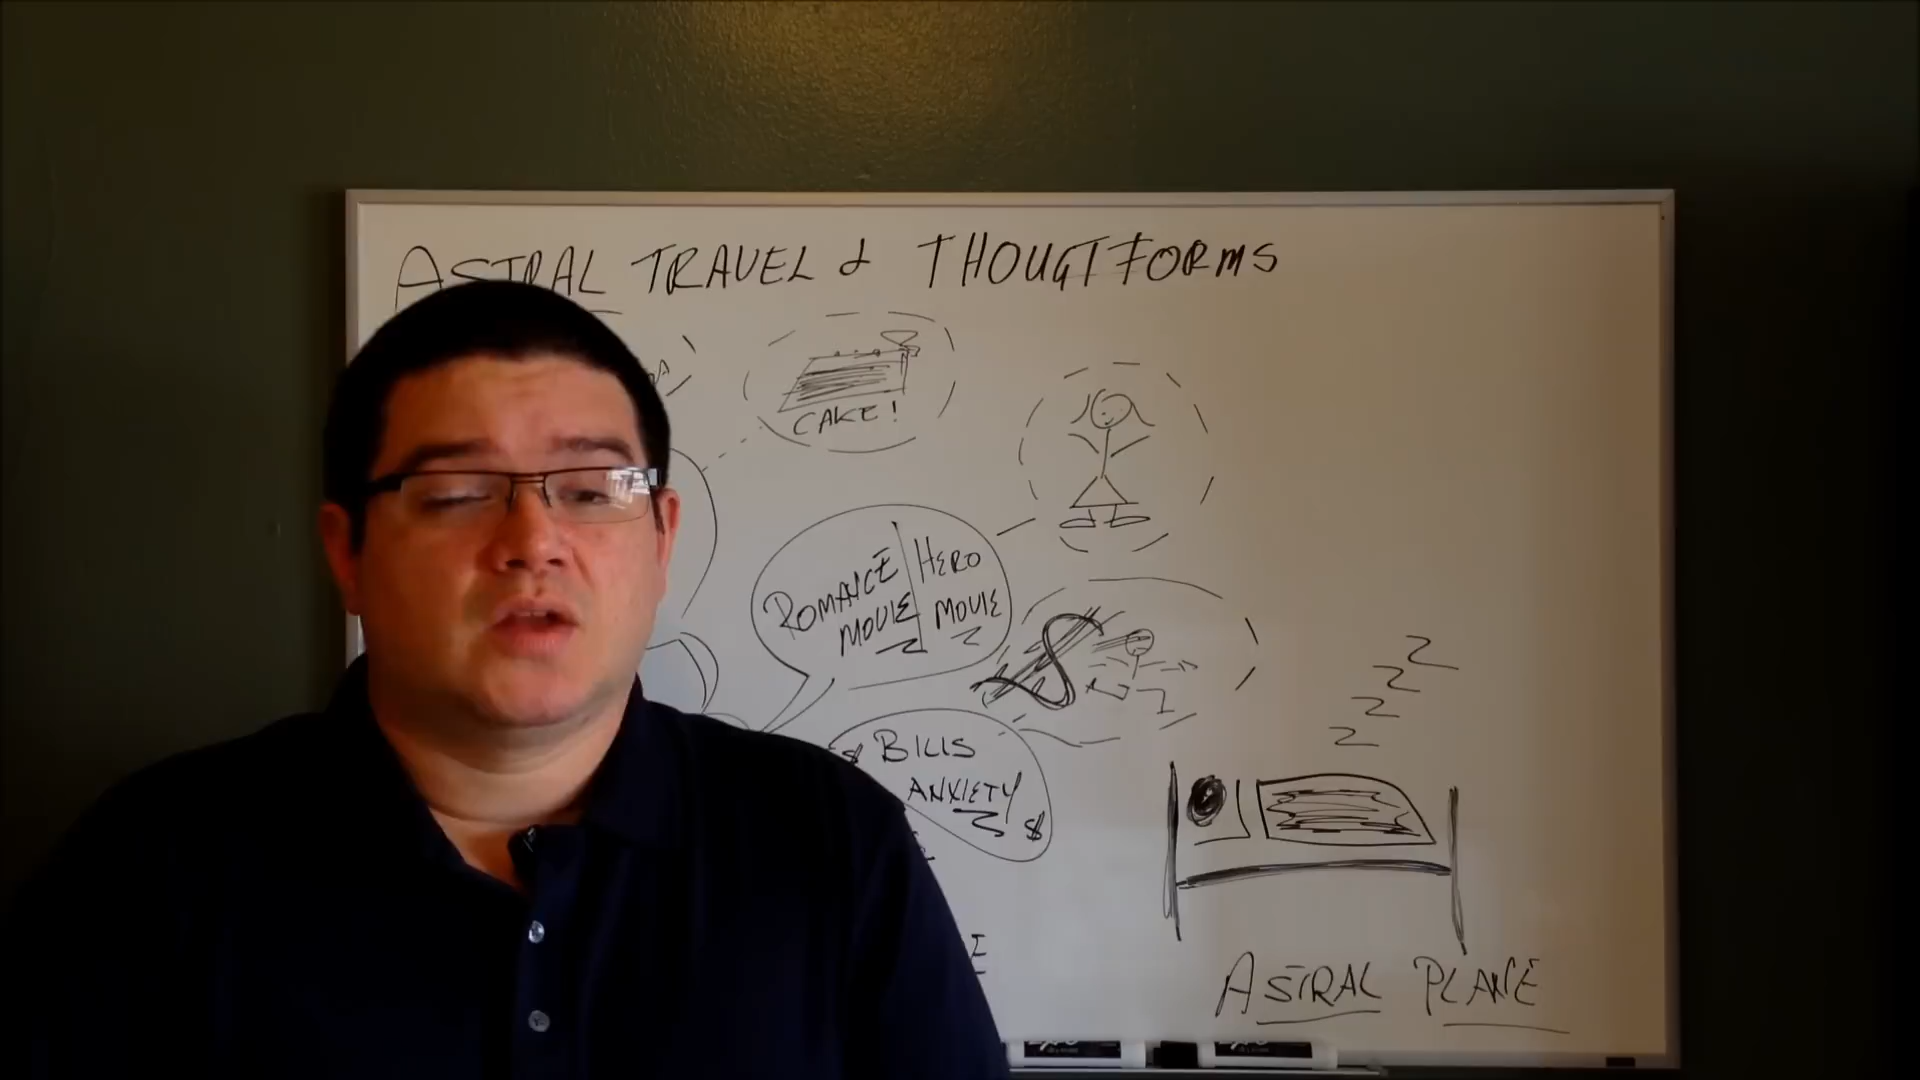 ASTRAL TRAVEL & THOUGTFORMS
CAKE!
ROMANCE
MOVIE
HERO
MOVIE
$
$ BILLS
ANXIETY
$
Z
Z
Z
Z
ASTRAL PLANE